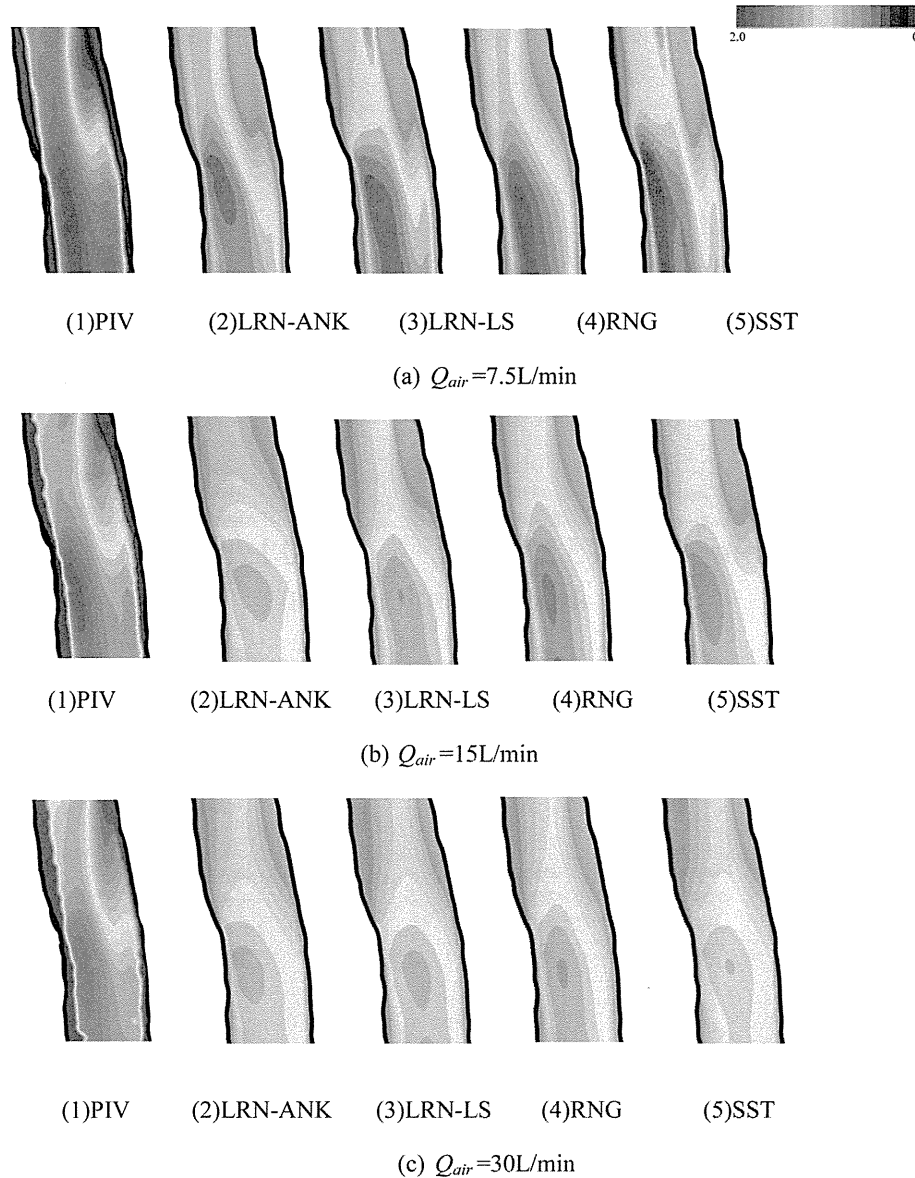 2.0 0
(1)PIV (2)LRN-ANK (3)LRN-LS (4)RNG (5)SST
(a) Qair=7.5L/min
(1)PIV (2)LRN-ANK (3)LRN-LS (4)RNG (5)SST
(b) Qair=15L/min
(1)PIV (2)LRN-ANK (3)LRN-LS (4)RNG (5)SST
(c) Qair=30L/min